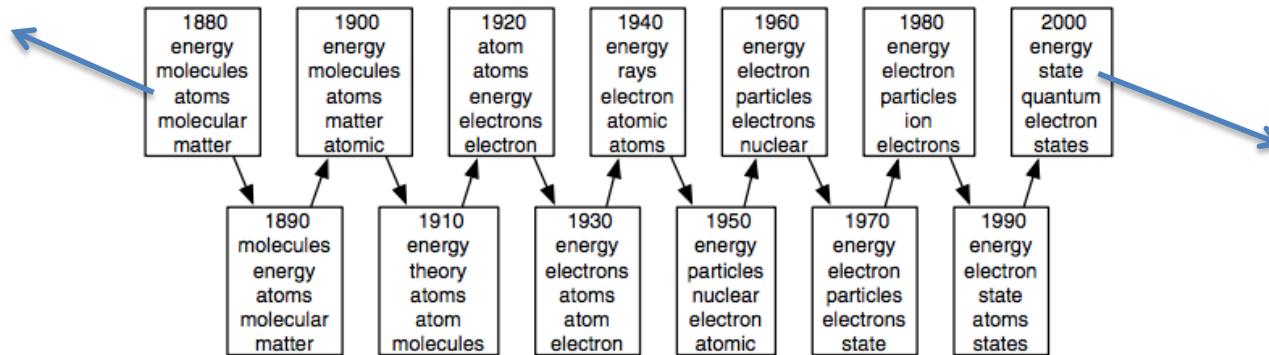 1880
energy
molecules
atoms
molecular
matter
1890
molecules
energy
atoms
molecular
matter
1900
energy
molecules
atoms
matter
atomic
1910
energy
theory
atoms
atom
molecules
1920
atom
atoms
energy
electrons
electron
1930
energy
electrons
atoms
atom
electron
1940
energy
rays
electron
atomic
atoms
1950
energy
particles
nuclear
electron
atomic
1960
energy
electron
particles
electrons
nuclear
1970
energy
electron
particles
electrons
state
1980
energy
electron
particles
ion
electrons
1990
energy
electron
state
atoms
states
2000
energy
state
quantum
electron
states